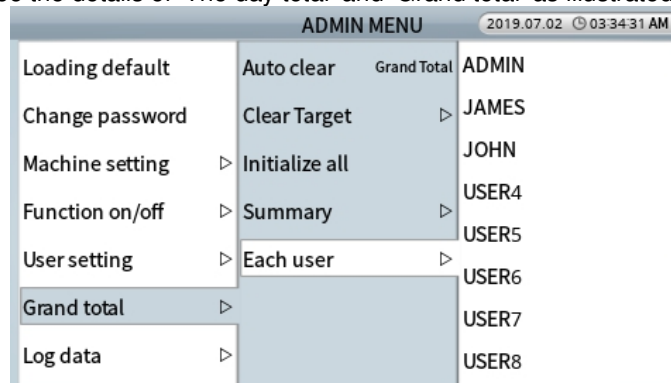 see the details of 'The day total' and 'Grand total' as illustrated
ADMIN MENU
2019.07.02 03:34:31 AM
Loading default
Change password
Machine setting
Function on/off
User setting
Grand total
Log data
Auto clear Grand Total
Clear Target
Initialize all
Summary
Each user
ADMIN
JAMES
JOHN
USER4
USER5
USER6
USER7
USER8